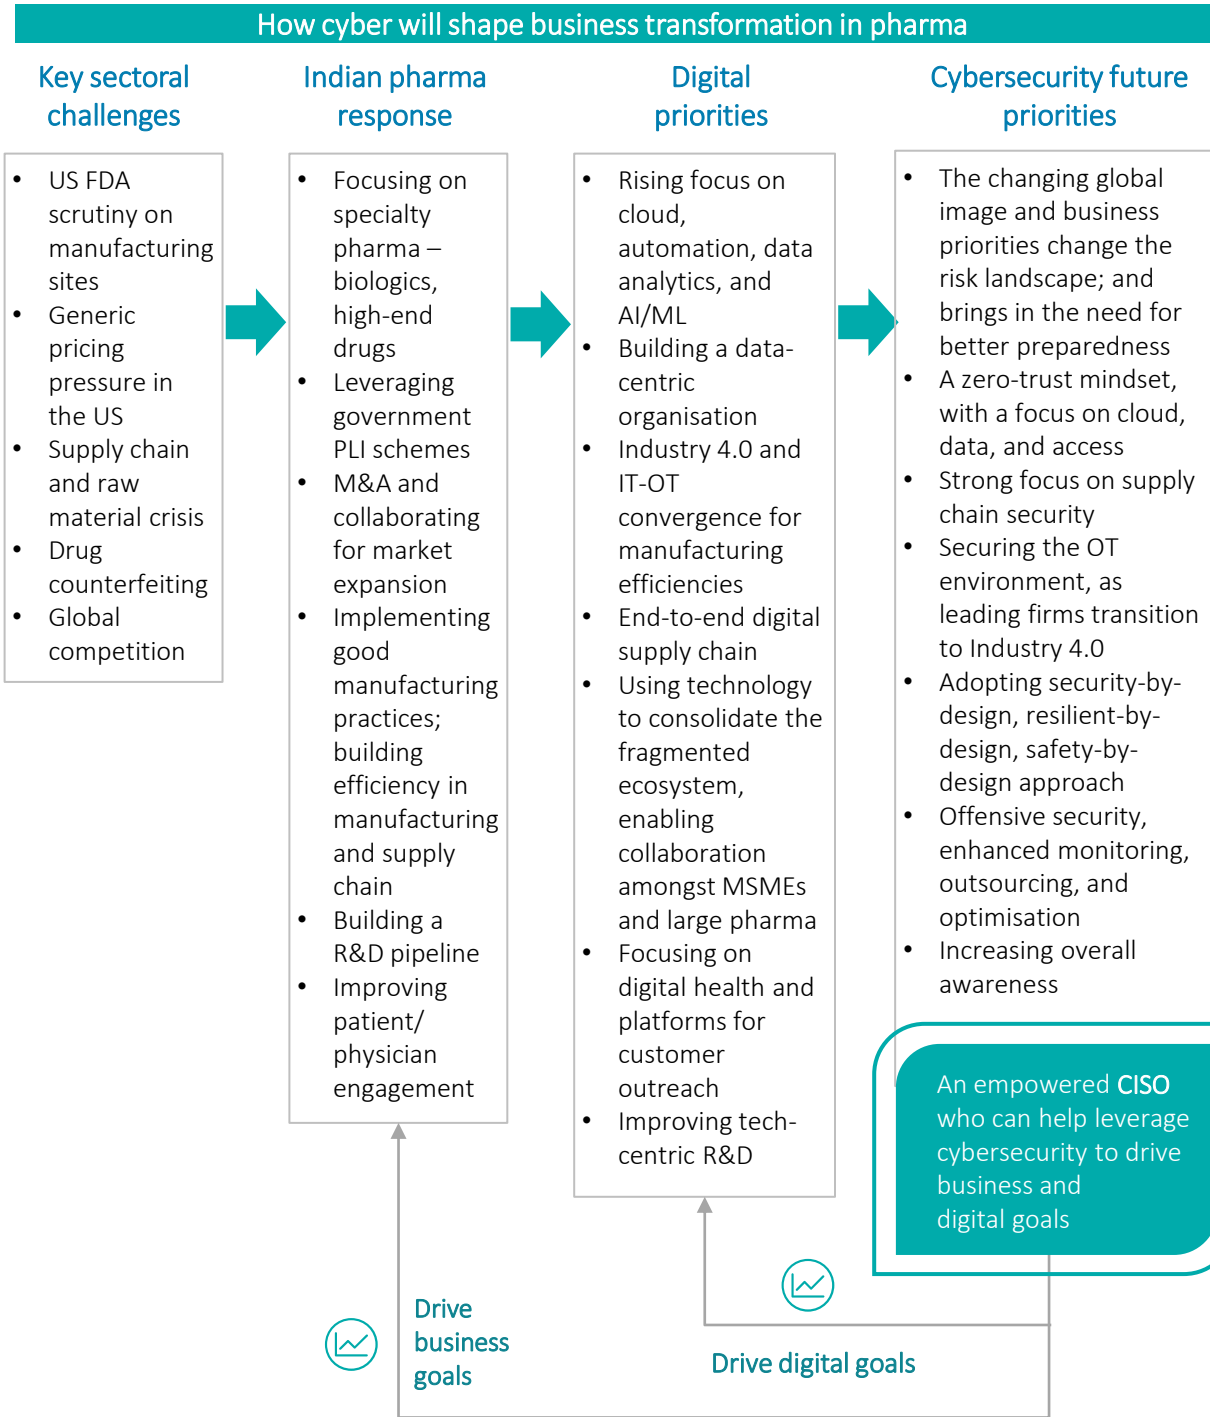 How cyber will shape business transformation in pharma
Key sectoral
challenges
• US FDA
scrutiny on
manufacturing
sites
• Generic
pricing
pressure in
the US
• Supply chain
and raw
material crisis
• Drug
counterfeiting
• Global
competition
Indian pharma
response
• Focusing on
specialty
pharma –
biologics,
high-end
drugs
• Leveraging
government
PLI schemes
• M&A and
collaborating
for market
expansion
• Implementing
good
manufacturing
practices;
building
efficiency in
manufacturing
and supply
chain
• Building a
R&D pipeline
• Improving
patient/
physician
engagement
Digital
priorities
• Rising focus on
cloud,
automation, data
analytics, and
AI/ML
• Building a data-
centric
organisation
• Industry 4.0 and
IT-OT
convergence for
manufacturing
efficiencies
• End-to-end digital
supply chain
• Using technology
to consolidate the
fragmented
ecosystem,
enabling
collaboration
amongst MSMEs
and large pharma
• Focusing on
digital health and
platforms for
customer
outreach
• Improving tech-
centric R&D
Cybersecurity future
priorities
• The changing global
image and business
priorities change the
risk landscape; and
brings in the need for
better preparedness
• A zero-trust mindset,
with a focus on cloud,
data, and access
• Strong focus on supply
chain security
• Securing the OT
environment, as
leading firms transition
to Industry 4.0
• Adopting security-by-
design, resilient-by-
design, safety-by-
design approach
• Offensive security,
enhanced monitoring,
outsourcing, and
optimisation
• Increasing overall
awareness
An empowered CISO
who can help leverage
cybersecurity to drive
business and
digital goals
Drive
business
goals
Drive digital goals